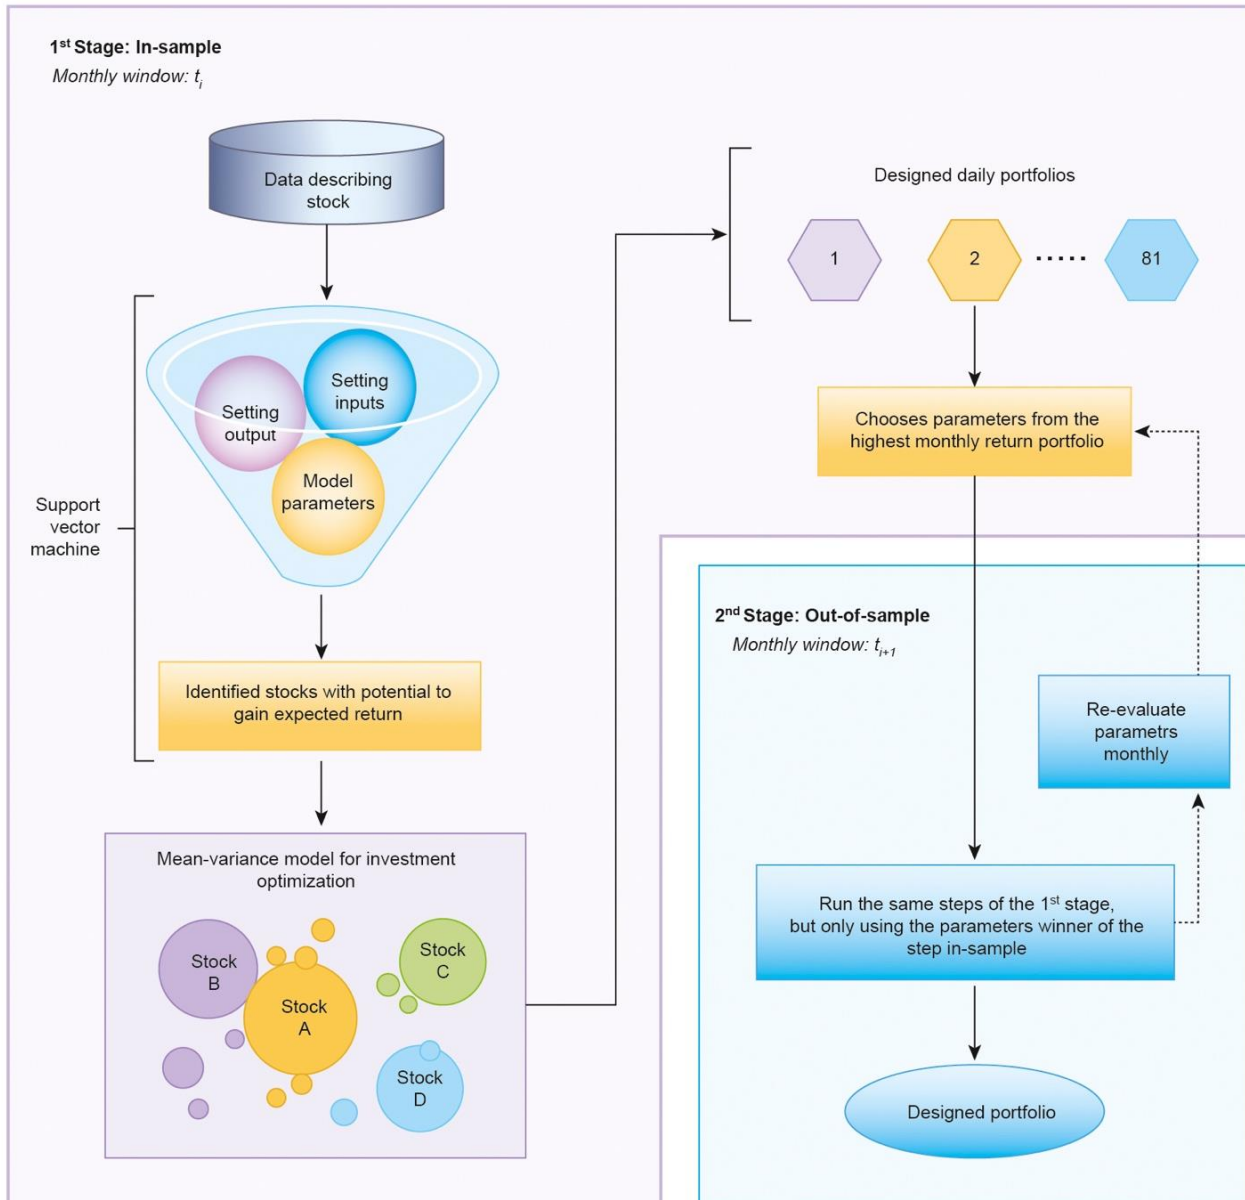 1st Stage: In-sample
Monthly window: ti
Data describing
stock
Setting
inputs
Setting
output
Model
parameters
Support
vector
machine
Identified stocks with potential to
gain expected return
Mean-variance model for investment
optimization
Stock
B
Stock
A
Stock
C
Stock
D
Designed daily portfolios
1
2
.....
81
Chooses parameters from the
highest monthly return portfolio
2nd Stage: Out-of-sample
Monthly window: ti+1
Re-evaluate
parametrs
monthly
Run the same steps of the 1st stage,
but only using the parameters winner of the
step in-sample
Designed portfolio